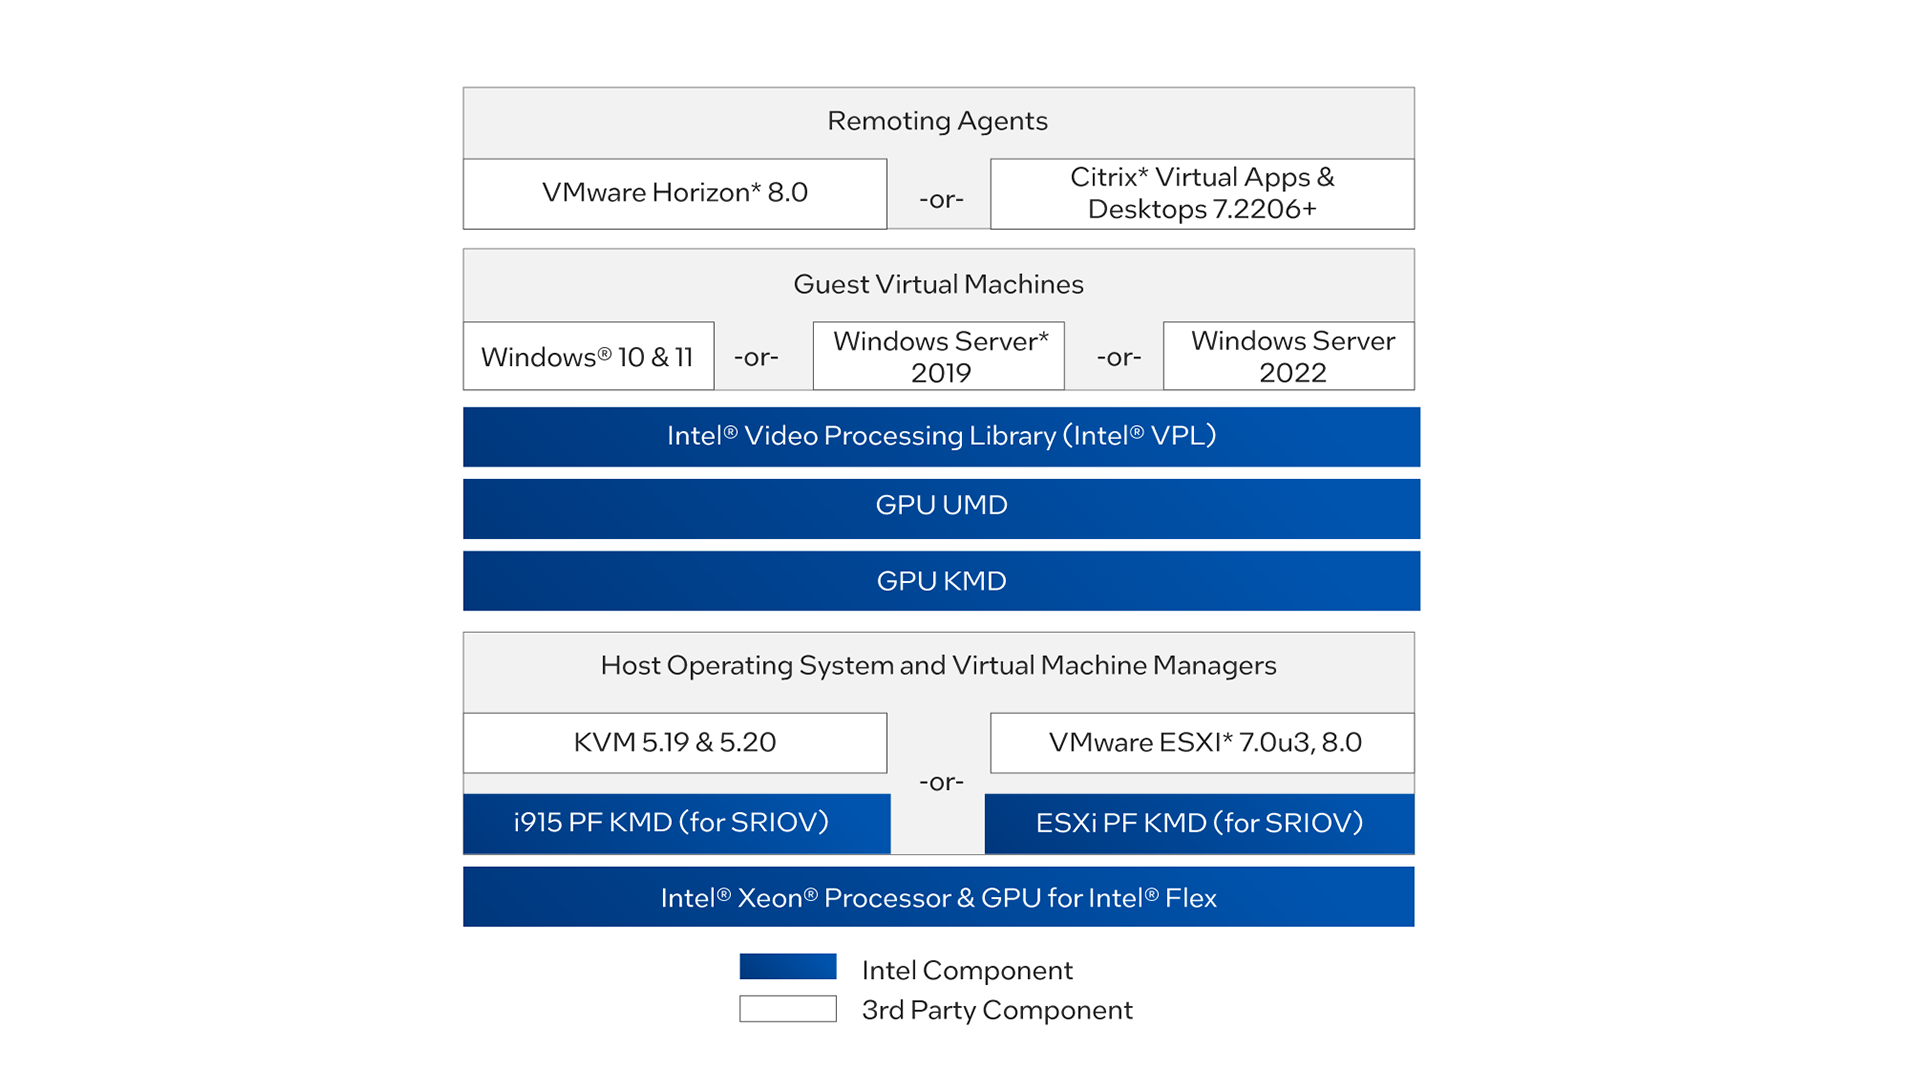 Remoting Agents
VMware Horizon* 8.0
-or-
Citrix* Virtual Apps &
Desktops 7.2206+
Guest Virtual Machines
Windows® 10 & 11
-or-
Windows Server*
2019
-or-
Windows Server
2022
Intel® Video Processing Library (Intel® VPL)
GPU UMD
GPU KMD
Host Operating System and Virtual Machine Managers
KVM 5.19 & 5.20
-or-
VMware ESXI* 7.0u3, 8.0
i915 PF KMD (for SRIOV)
ESXi PF KMD (for SRIOV)
Intel® Xeon® Processor & GPU for Intel® Flex
Intel Component
3rd Party Component